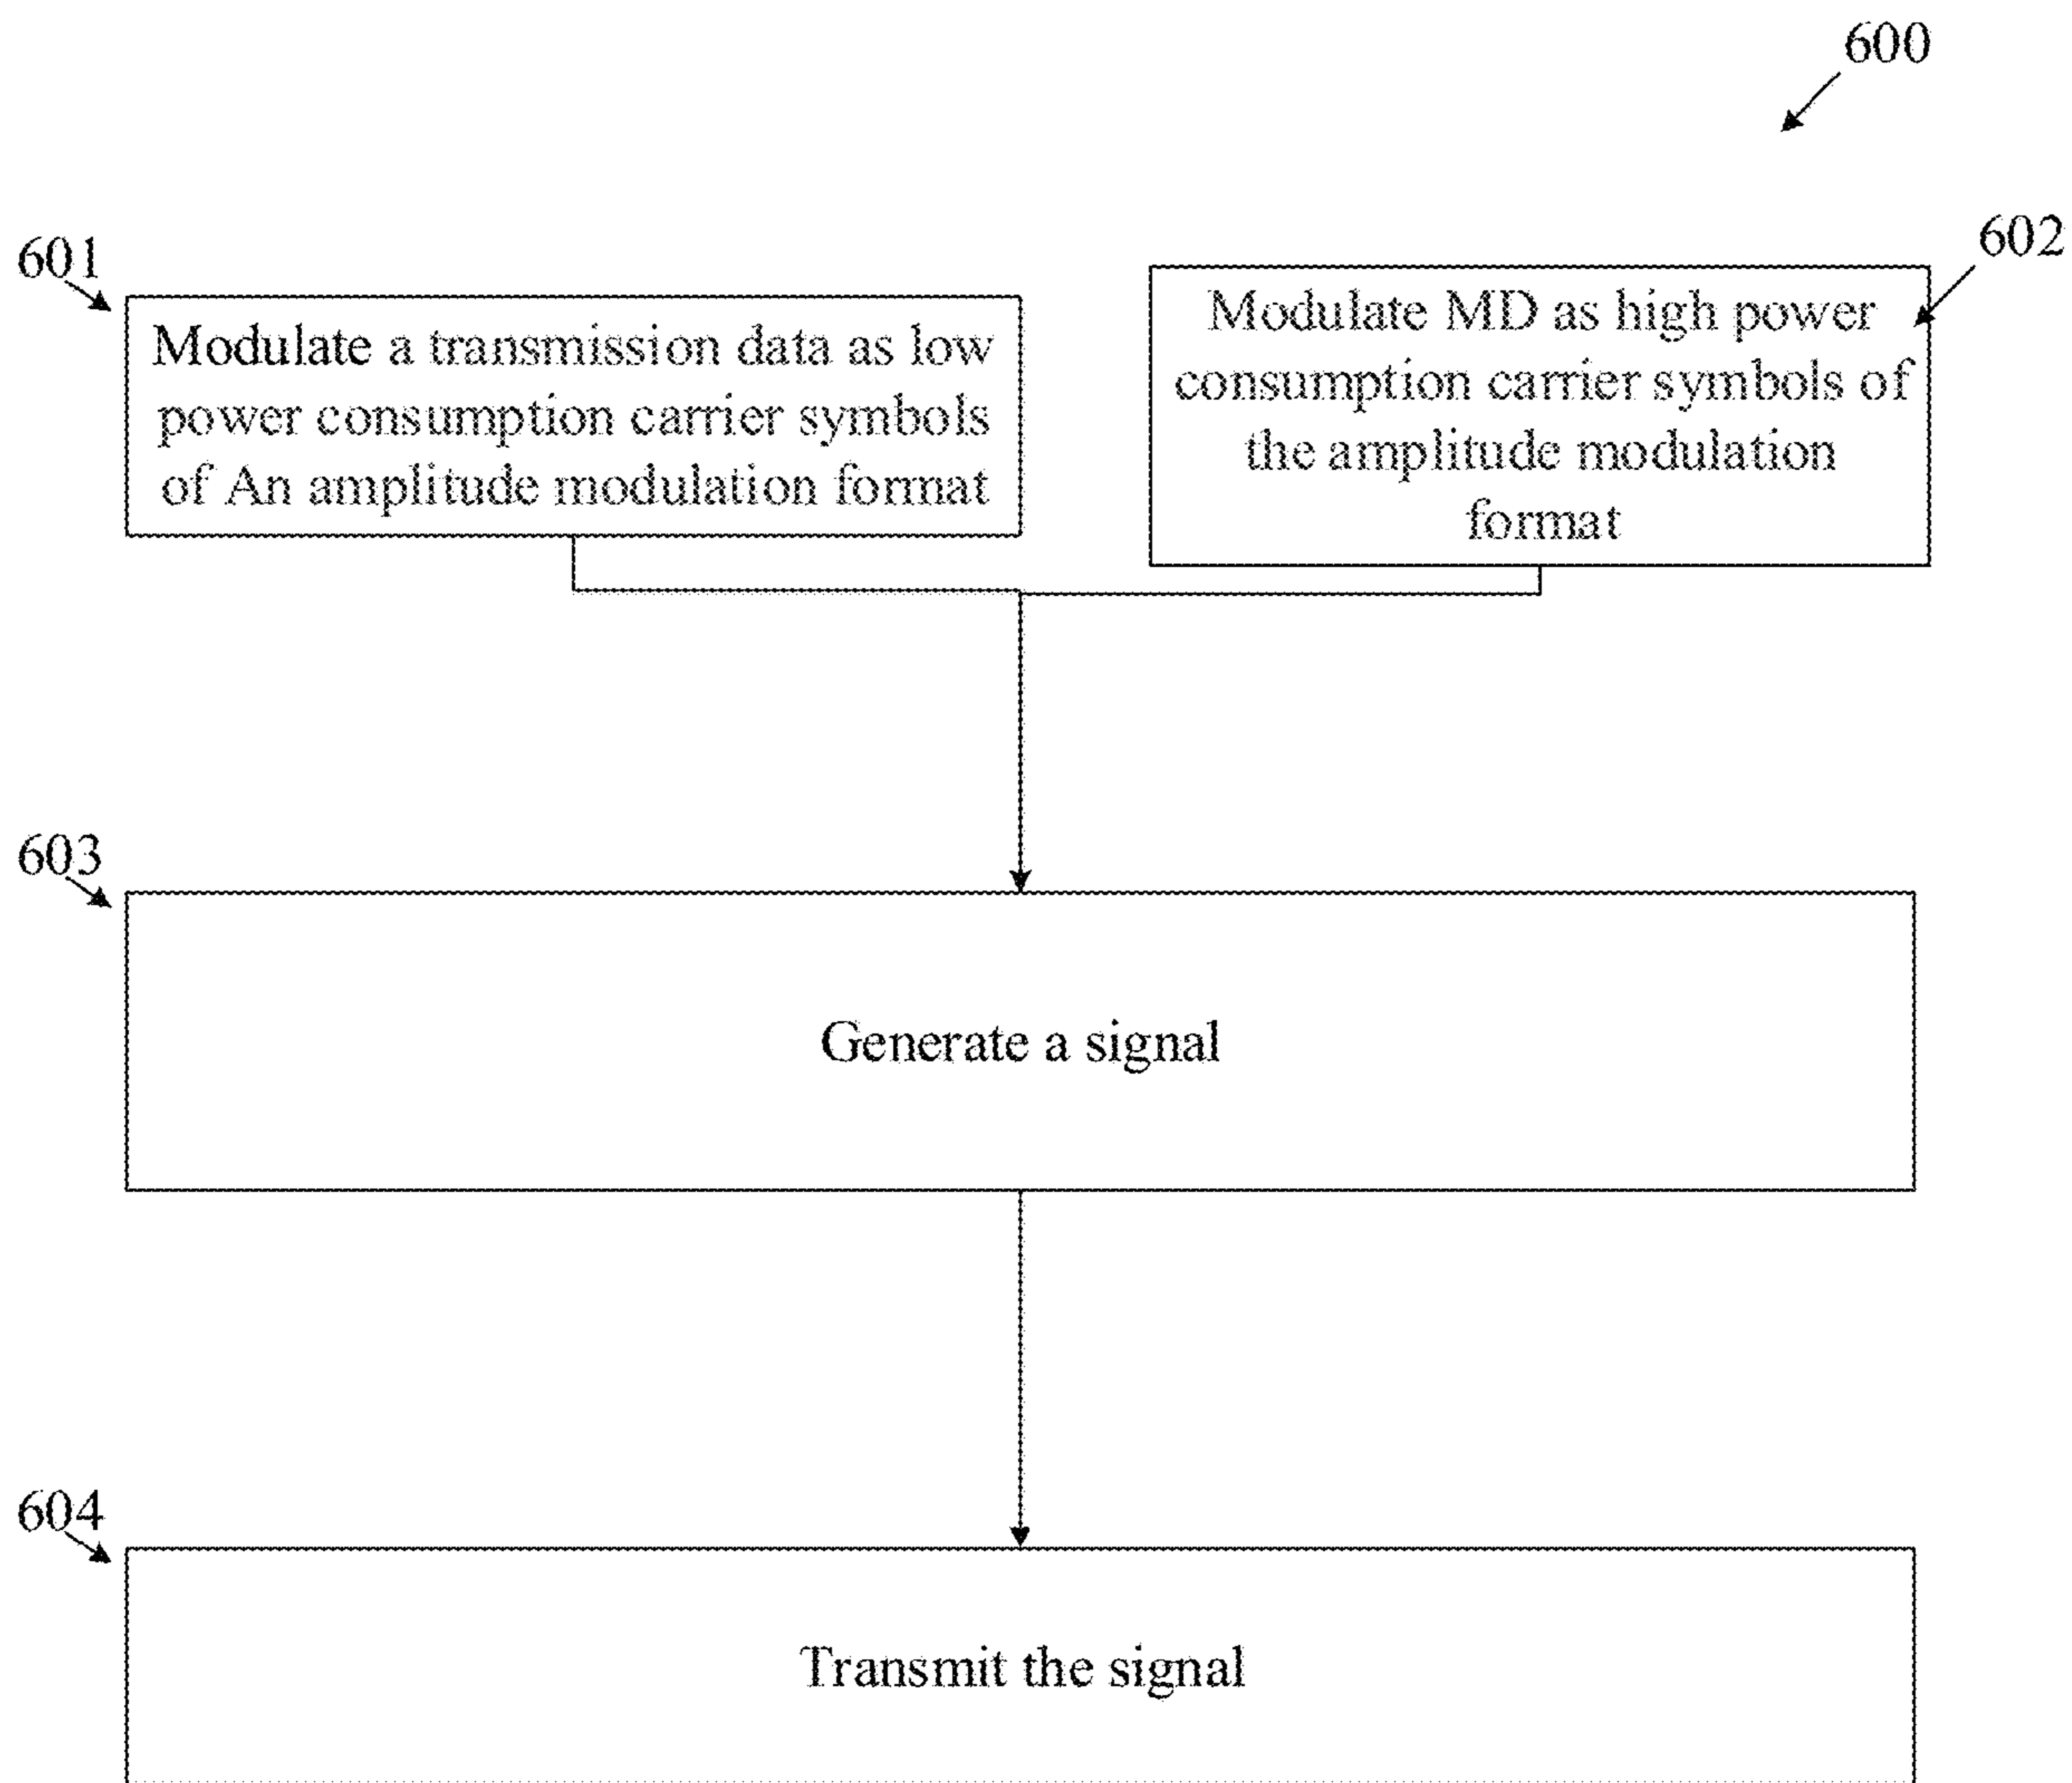 600
601
602
Modulate a transmission data as low
power consumption carrier symbols
of An amplitude modulation format
Modulate MD as high power
consumption carrier symbols of
the amplitude modulation
format
603
Generate a signal
604
Transmit the signal